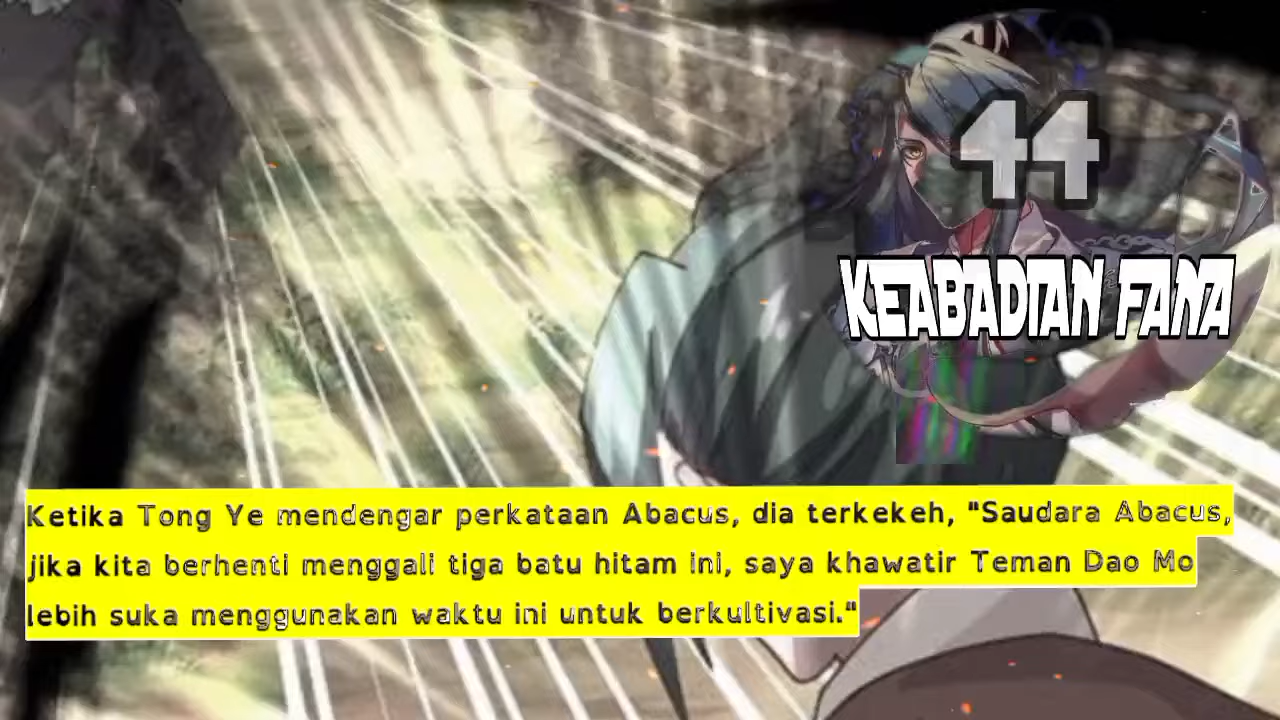 44
KEABADIAN FANA
Ketika Tong Ye mendengar perkataan Abacus, dia terkekeh, "Saudara Abacus,
jika kita berhenti menggali tiga batu hitam ini, saya khawatir Teman Dao Mo
lebih suka menggunakan waktu ini untuk berkultivasi."